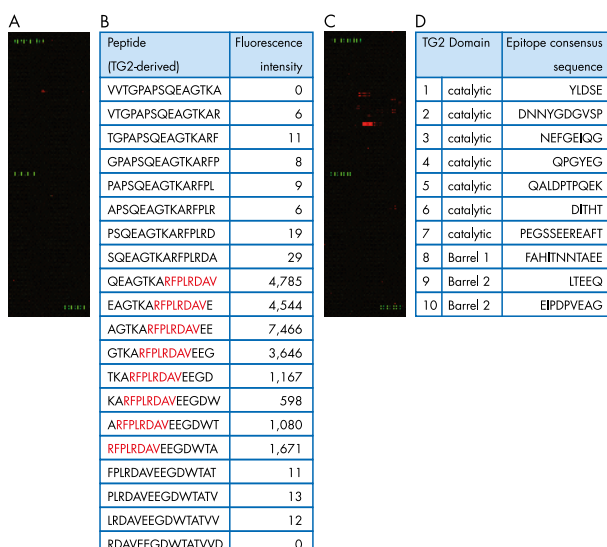 A
B
Peptide
(TG2-derived)
Fluorescence
intensity
VVTGPAPSQEAGTKA 0
VTGPAPSQEAGTKAR 6
TGPAPSQEAGTKARF 11
GPAPSQEAGTKARFP 8
PAPSQEAGTKARFPL 9
APSQEAGTKARFPLR 6
PSQEAGTKARFPLRD 19
SQEAGTKARFPLRDA 29
QEAGTKARFPLRDAV 4,785
EAGTKARFPLRDAVE 4,544
AGTKARFPLRDAVEE 7,466
GTKARFPLRDAVEEG 3,646
TKARFPLRDAVEEGD 1,167
KARFPLRDAVEEGDW 598
ARFPLRDAVEEGDWT 1,080
RFPLRDAVEEGDWTA 1,671
FPLRDAVEEGDWTAT 11
PLRDAVEEGDWTATV 13
LRDAVEEGDWTATVV 12
RDAVEEGDWTATVVD 0
C
D
TG2 Domain
Epitope consensus
sequence
1 catalytic YLDSE
2 catalytic DNNYGDGVSP
3 catalytic NEFGEIQG
4 catalytic QPGYEG
5 catalytic QALDPTPQEK
6 catalytic DITHT
7 catalytic PEGSSEEREAFT
8 Barrel 1 FAHITNNTAEE
9 Barrel 2 LTEEQ
10 Barrel 2 EIPDPVEAG